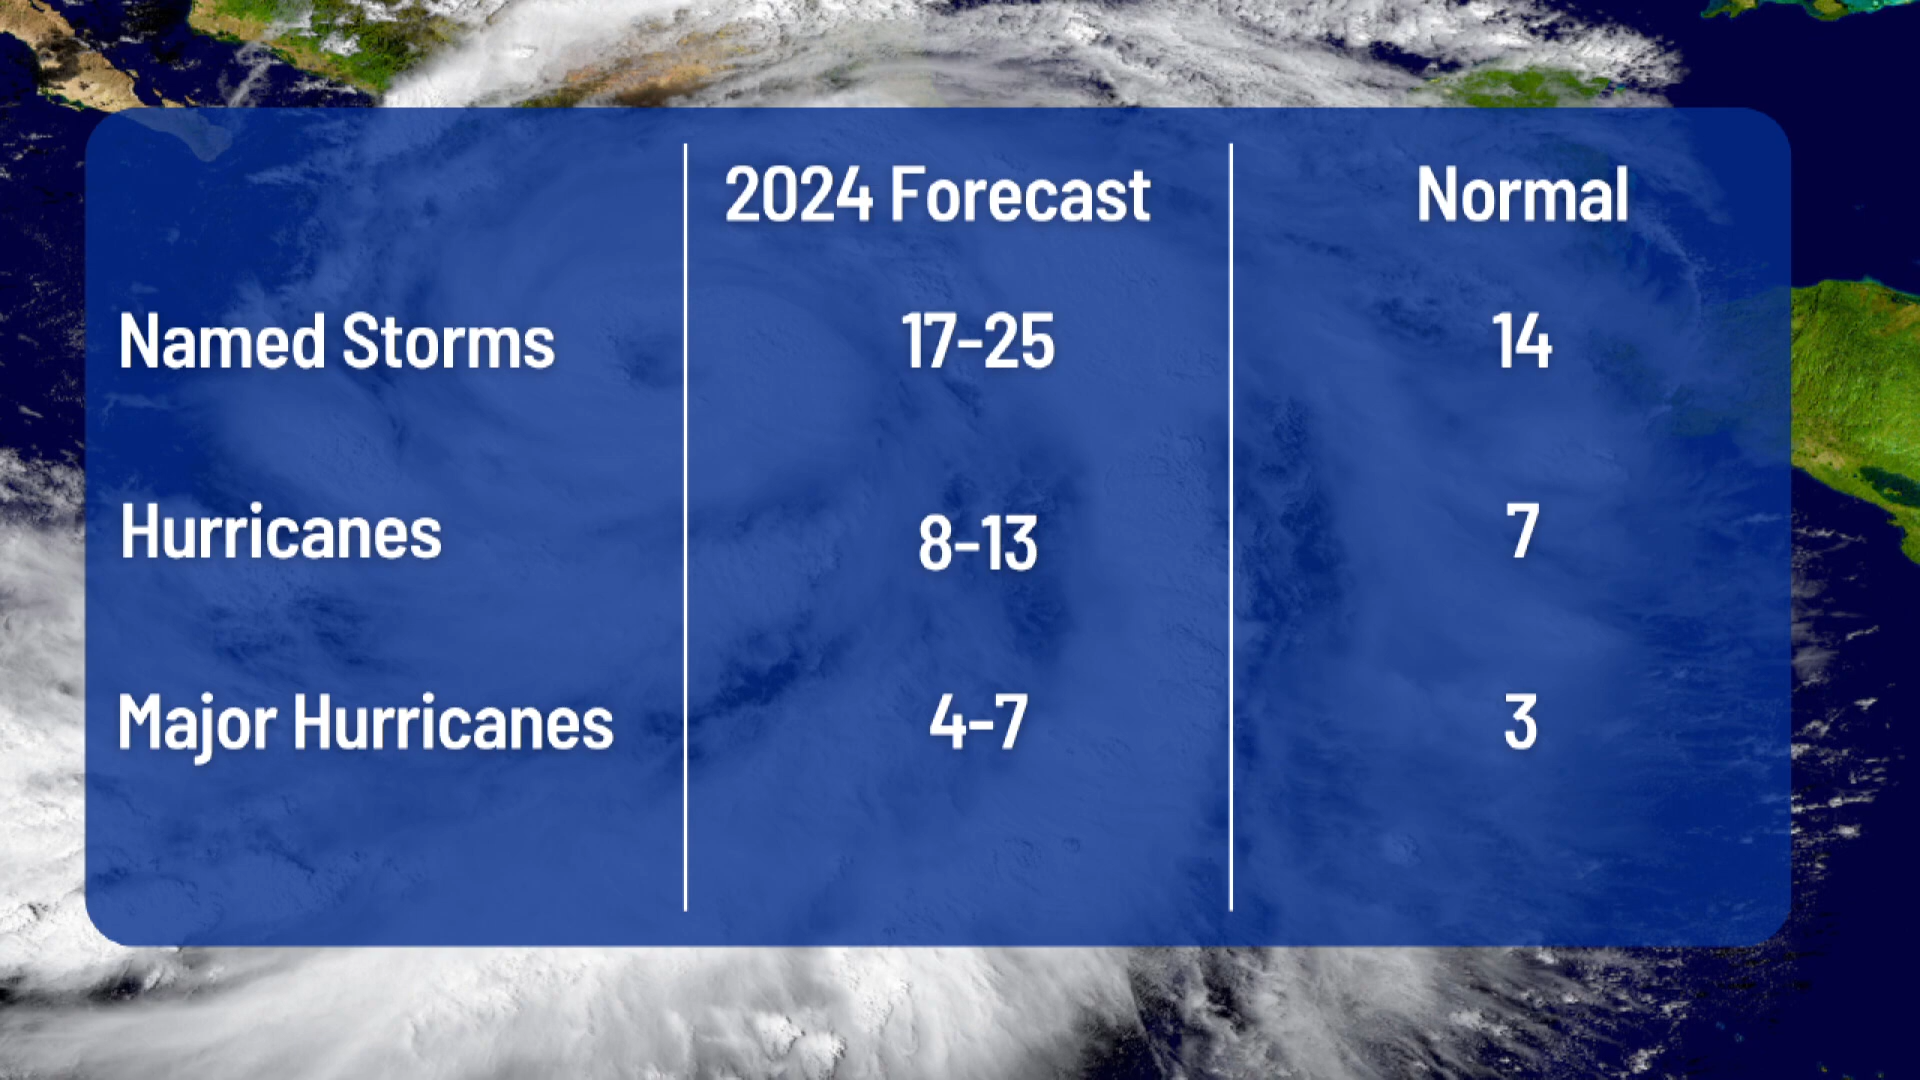 2024 Forecast Normal
Named Storms 17-25 14
Hurricanes 8-13 7
Major Hurricanes 4-7 3